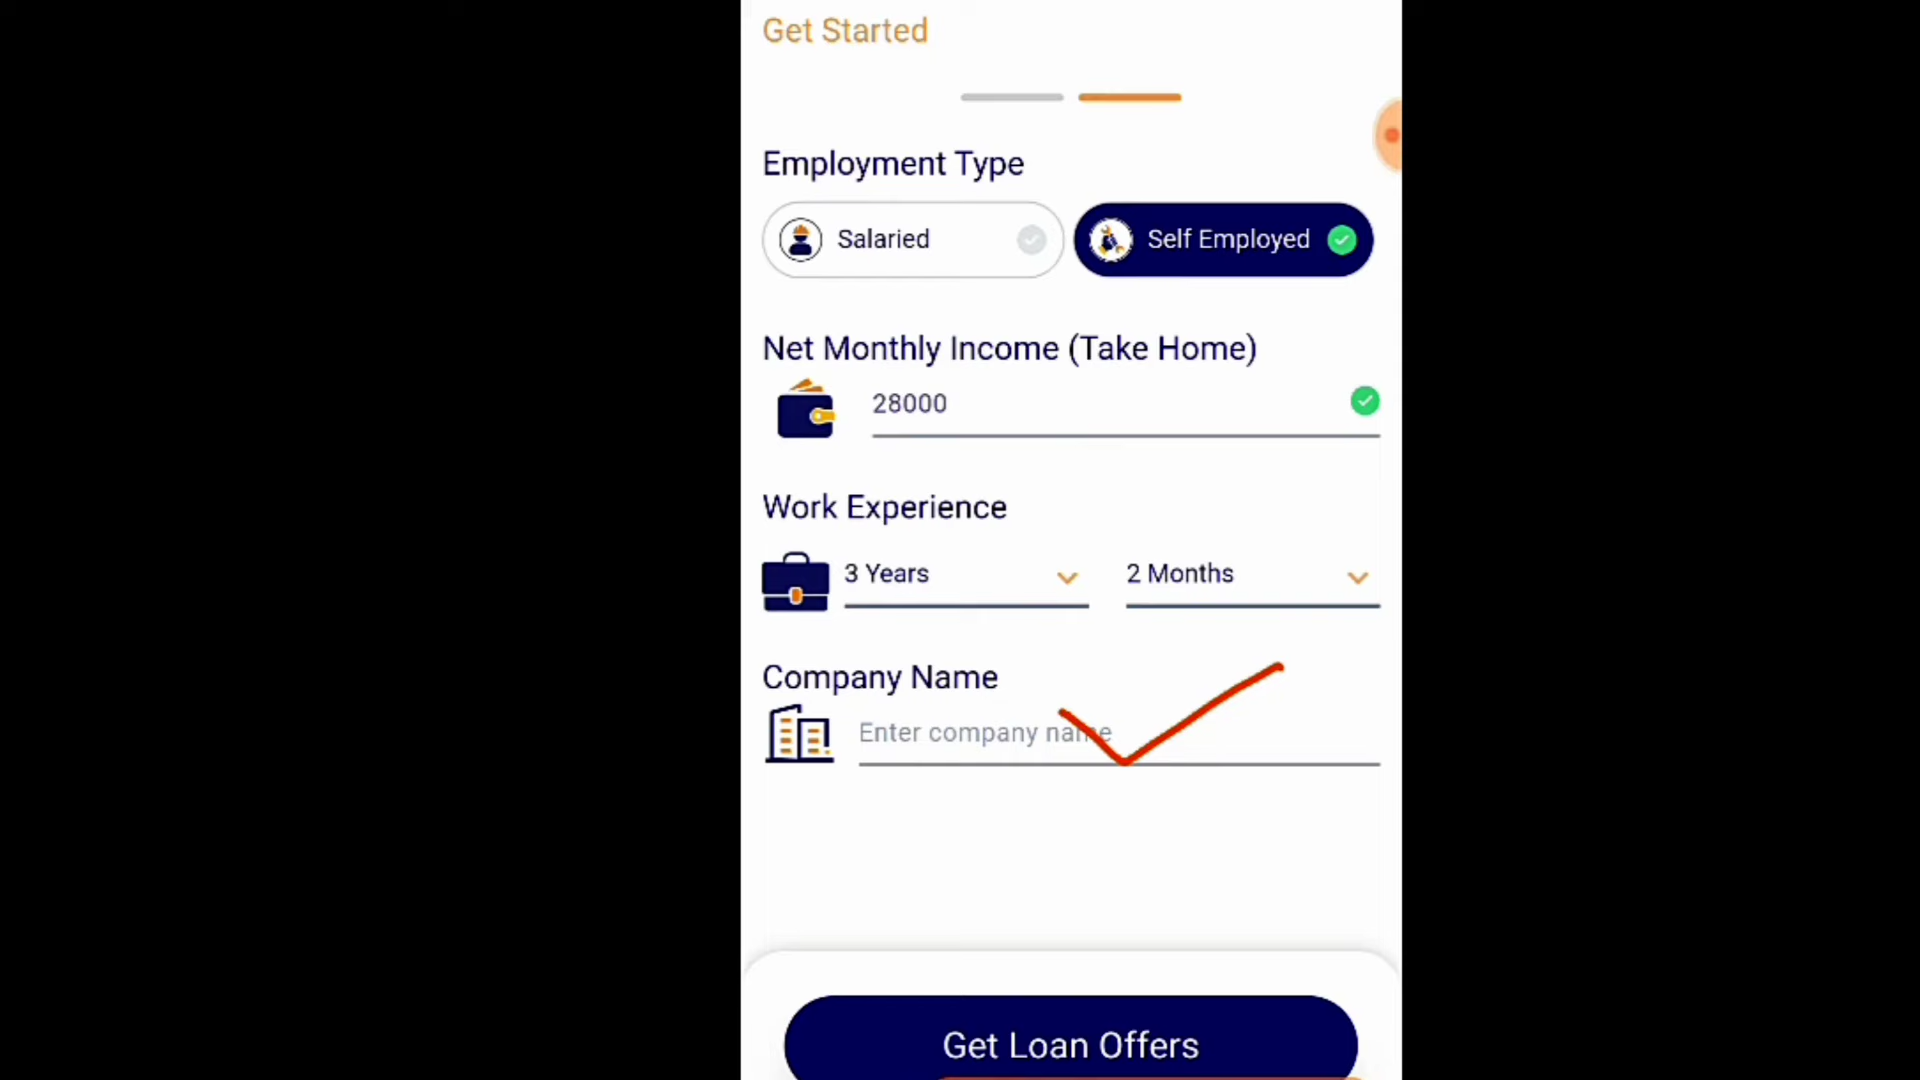 Get Started
Employment Type
Salaried
Self Employed
Net Monthly Income (Take Home)
28000
Work Experience
3 Years
2 Months
Company Name
Enter company name
Get Loan Offers